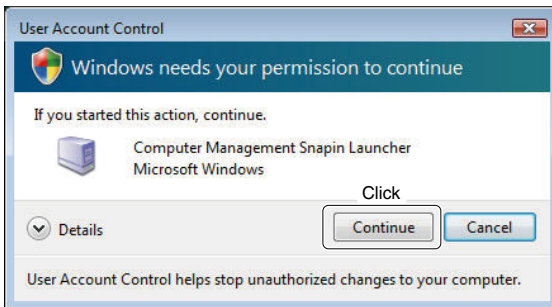 User Account Control
Windows needs your permission to continue
If you started this action, continue.
Computer Management Snapin Launcher
Microsoft Windows
Click
Details
Continue
Cancel
User Account Control helps stop unauthorized changes to your computer.